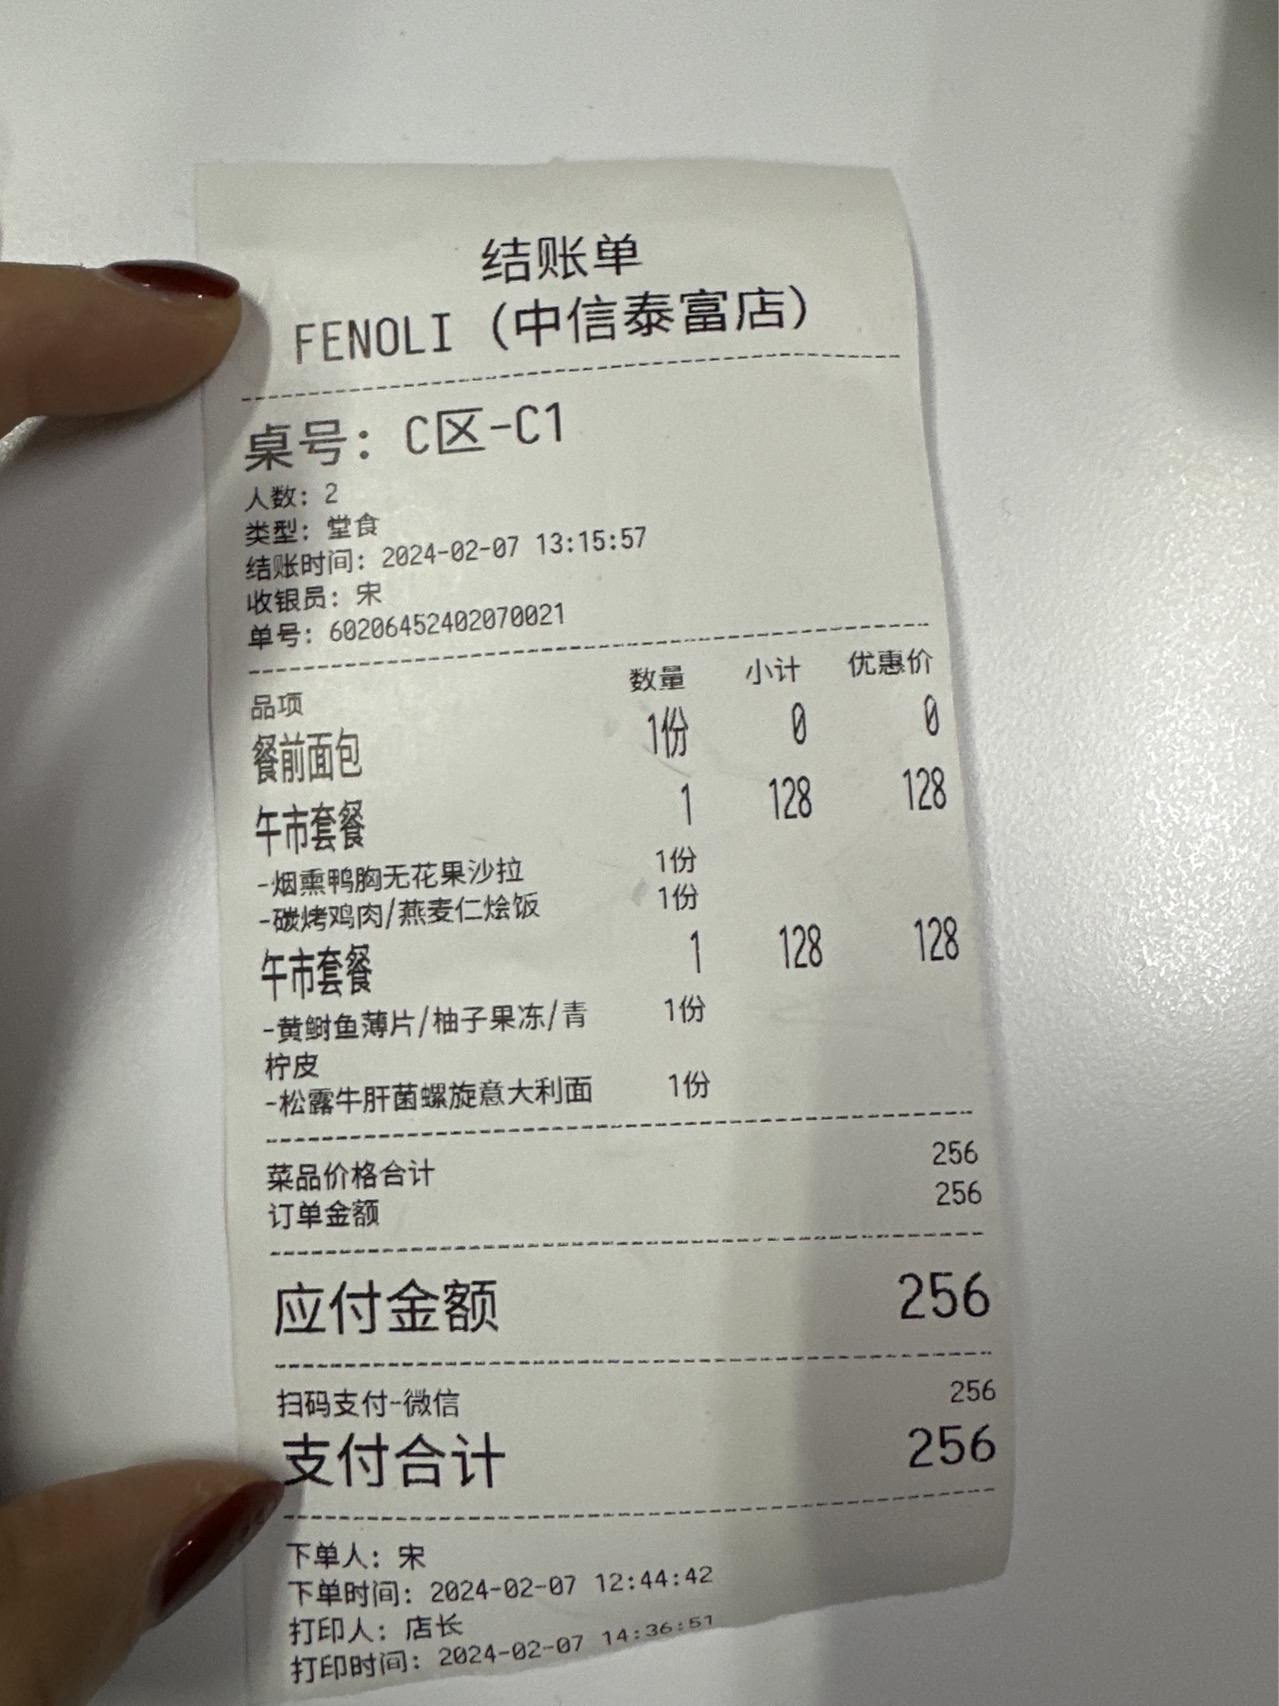 结账单
FENOLI (中信泰富店)
桌号: C区-C1
人数: 2
类型: 堂食
结账时间: 2024-02-07 13:15:57
收银员: 宋
单号: 60206452402070021
品项 数量 小计 优惠价
餐前面包 1份 0 0
午市套餐 1 128 128
-烟熏鸭胸无花果沙拉 1份
-碳烤鸡肉/燕麦仁烩饭 1份
午市套餐 1 128 128
-黄鲥鱼薄片/柚子果冻/青 1份
柠皮
-松露牛肝菌螺旋意大利面 1份
菜品价格合计 256
订单金额 256
应付金额 256
扫码支付-微信 256
支付合计 256
下单人: 宋
下单时间: 2024-02-07 12:44:42
打印人: 店长
打印时间: 2024-02-07 14:36:51